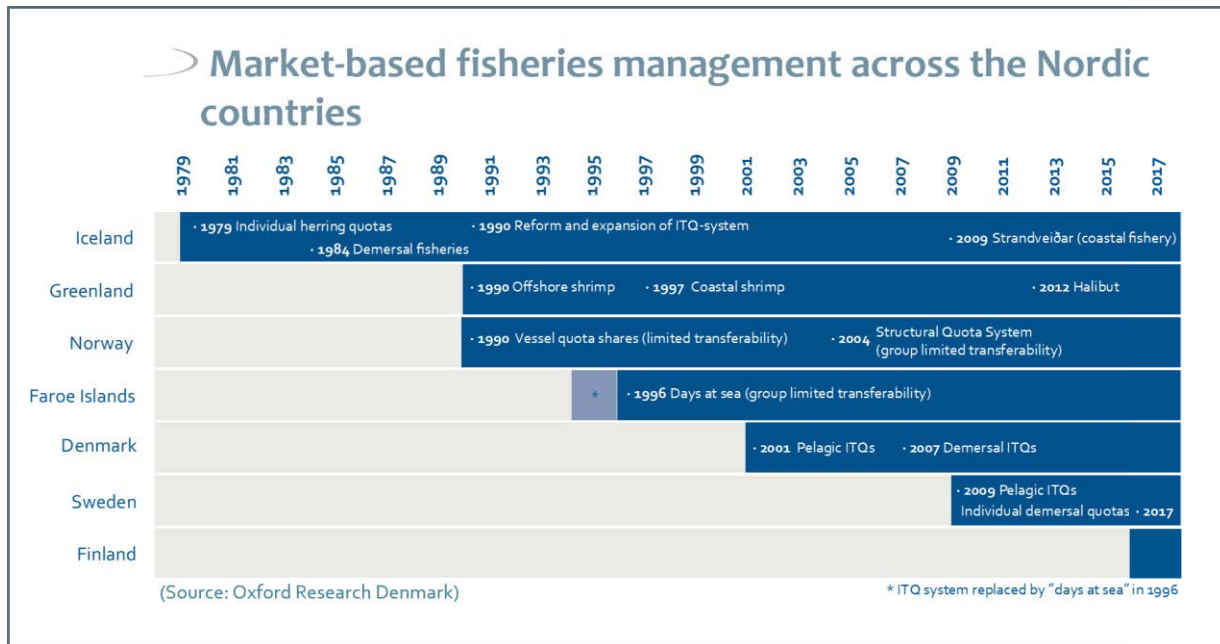 Market-based fisheries management across the Nordic
countries
1979 1981 1983 1985 1987 1989 1991 1993 1995 1997 1999 2001 2003 2005 2007 2009 2011 2013 2015 2017
Iceland
· 1979 Individual herring quotas
· 1984 Demersal fisheries
· 1990 Reform and expansion of ITQ-system
· 2009 Strandveiðar (coastal fishery)
Greenland
· 1990 Offshore shrimp
· 1997 Coastal shrimp
· 2012 Halibut
Norway
· 1990 Vessel quota shares (limited transferability)
· 2004 Structural Quota System
(group limited transferability)
Faroe Islands
*
· 1996 Days at sea (group limited transferability)
Denmark
· 2001 Pelagic ITQs
· 2007 Demersal ITQs
Sweden
· 2009 Pelagic ITQs
Individual demersal quotas · 2017
Finland
(Source: Oxford Research Denmark)
* ITQ system replaced by "days at sea" in 1996